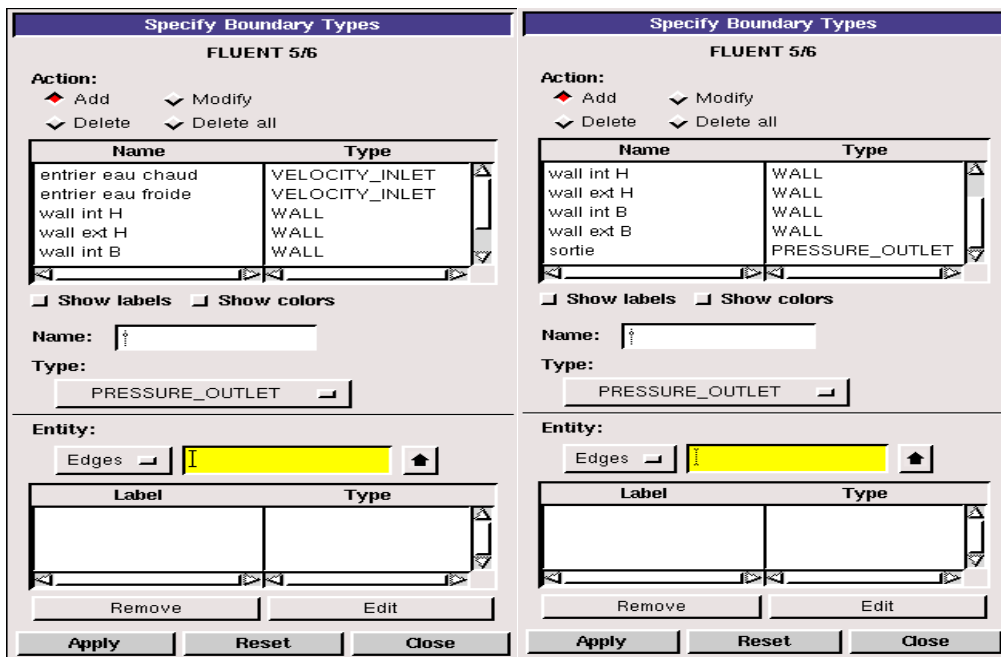 Specify Boundary Types
FLUENT 5/6
Action:
Add Modify
Delete Delete all
Name Type
entrier eau chaud VELOCITY_INLET
entrier eau froide VELOCITY_INLET
wall int H WALL
wall ext H WALL
wall int B WALL
Show labels Show colors
Name:
Type:
PRESSURE_OUTLET
Entity:
Edges
Label Type
Remove Edit
Apply Reset Close
Specify Boundary Types
FLUENT 5/6
Action:
Add Modify
Delete Delete all
Name Type
wall int H WALL
wall ext H WALL
wall int B WALL
wall ext B WALL
sortie PRESSURE_OUTLET
Show labels Show colors
Name:
Type:
PRESSURE_OUTLET
Entity:
Edges
Label Type
Remove Edit
Apply Reset Close